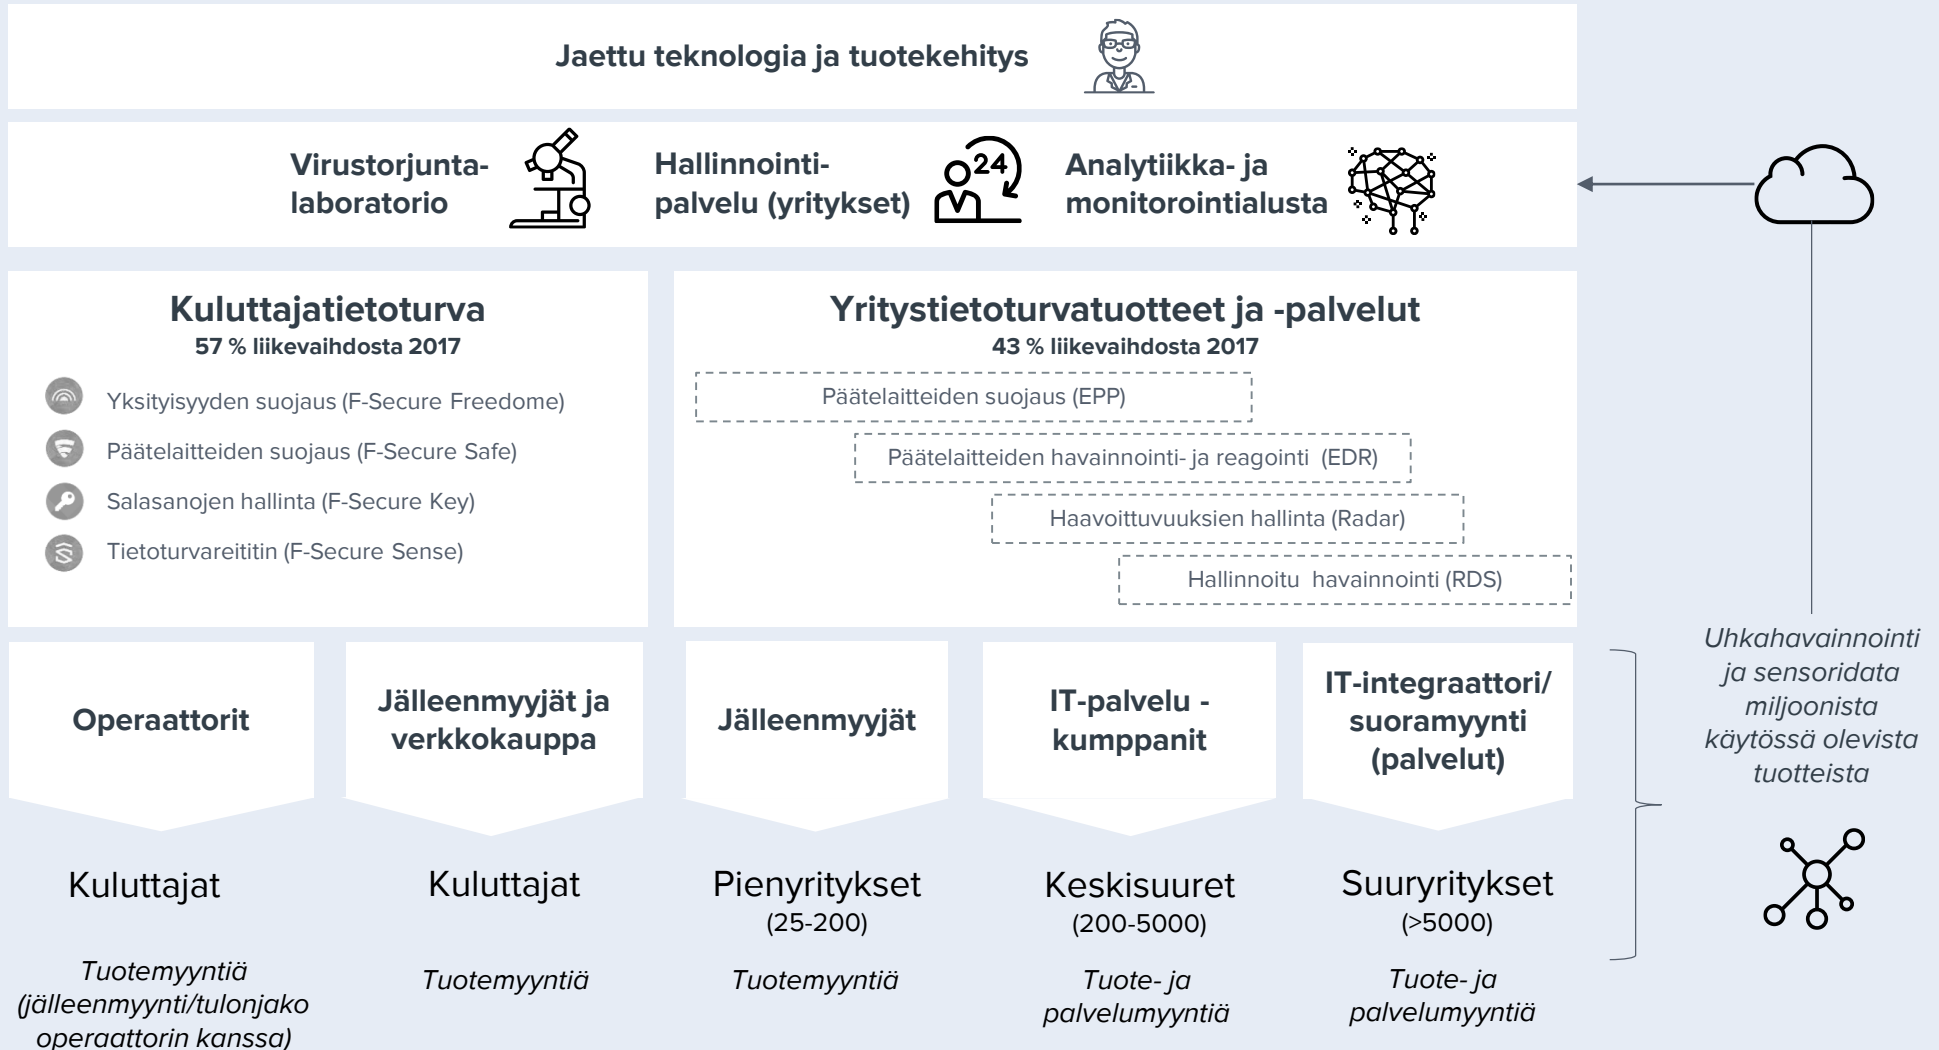 Jaettu teknologia ja tuotekehitys
Virustorjunta-
laboratorio
Hallinnointi-
palvelu (yritykset)
24
Analytiikka- ja
monitorointialusta
Kuluttajatietoturva
57 % liikevaihdosta 2017
Yksityisyyden suojaus (F-Secure Freedome)
Päätelaitteiden suojaus (F-Secure Safe)
Salasanojen hallinta (F-Secure Key)
Tietoturvareititin (F-Secure Sense)
Yritystietoturvatuotteet ja -palvelut
43 % liikevaihdosta 2017
Päätelaitteiden suojaus (EPP)
Päätelaitteiden havainnointi- ja reagointi (EDR)
Haavoittuvuuksien hallinta (Radar)
Hallinnoitu havainnointi (RDS)
Operaattorit
Jälleenmyyjät ja
verkkokauppa
Jälleenmyyjät
IT-palvelu -
kumppanit
IT-integraattori/
suoramyynti
(palvelut)
Uhkahavainnointi
ja sensoridata
miljoonista
käytössä olevista
tuotteista
Kuluttajat
Tuotemyyntiä
(jälleenmyynti/tulonjako
operaattorin kanssa)
Kuluttajat
Tuotemyyntiä
Pienyritykset
(25-200)
Tuotemyyntiä
Keskisuuret
(200-5000)
Tuote- ja
palvelumyyntiä
Suuryritykset
(>5000)
Tuote- ja
palvelumyyntiä